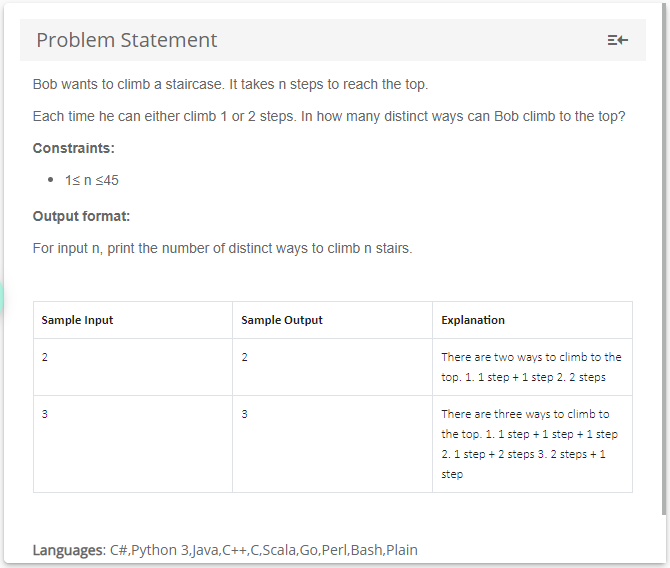 Problem Statement
Bob wants to climb a staircase. It takes n steps to reach the top.
Each time he can either climb 1 or 2 steps. In how many distinct ways can Bob climb to the top?
Constraints:
• 1≤ n ≤45
Output format:
For input n, print the number of distinct ways to climb n stairs.
Sample Input Sample Output Explanation
2 2 There are two ways to climb to the
top. 1. 1 step + 1 step 2. 2 steps
3 3 There are three ways to climb to
the top. 1. 1 step + 1 step + 1 step
2. 1 step + 2 steps 3. 2 steps + 1
step
Languages: C#,Python 3,Java,C++,C,Scala,Go,Perl,Bash,Plain